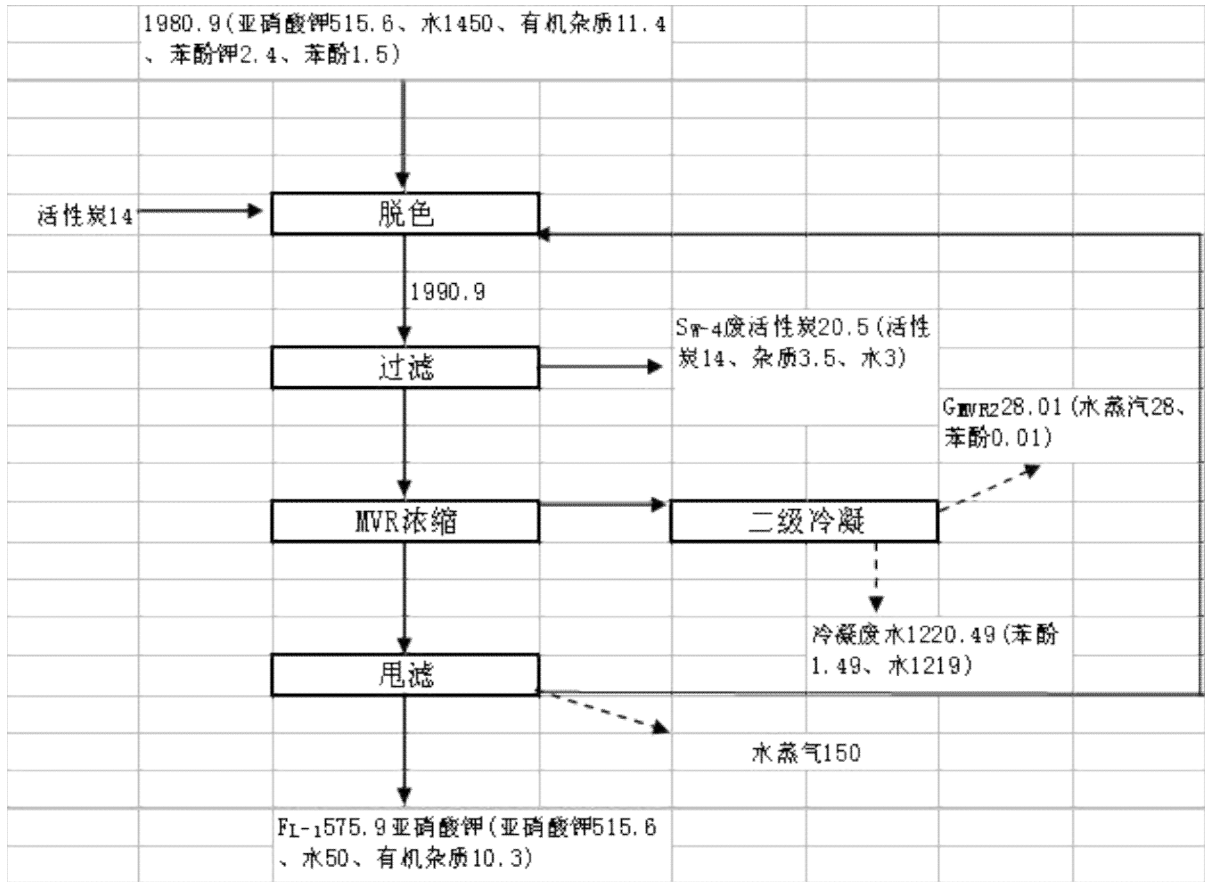 1980.9(亚硝酸钾515.6、水1450、有机杂质11.4
、苯酚钾2.4、苯酚1.5)
活性炭14
脱色
1990.9
过滤
Sw-4废活性炭20.5(活性
炭14、杂质3.5、水3)
GMVR228.01(水蒸汽28、
苯酚0.01)
MVR浓缩
二级冷凝
冷凝废水1220.49(苯酚
1.49、水1219)
甩滤
水蒸气150
FL-1575.9亚硝酸钾(亚硝酸钾515.6
、水50、有机杂质10.3)